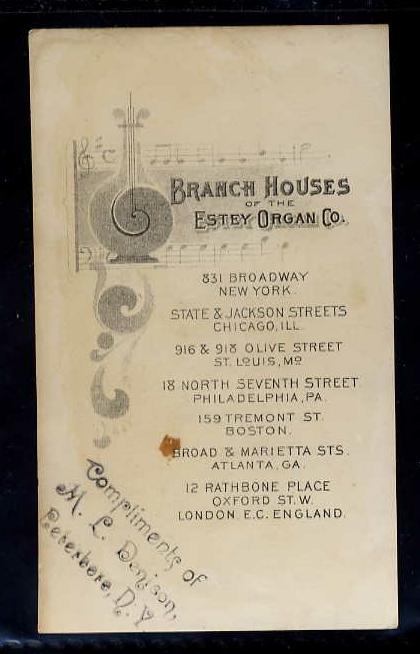 BRANCH HOUSES
OF THE
ESTEY ORGAN CO.
831 BROADWAY
NEW YORK.
STATE & JACKSON STREETS
CHICAGO, ILL.
916 & 918 OLIVE STREET
ST. LOUIS, MO
18 NORTH SEVENTH STREET
PHILADELPHIA, PA.
159 TREMONT ST.
BOSTON.
BROAD & MARIETTA STS.
ATLANTA, GA.
12 RATHBONE PLACE
OXFORD ST. W.
LONDON E.C. ENGLAND.
Compliments of
M. L. Denison,
N. Y